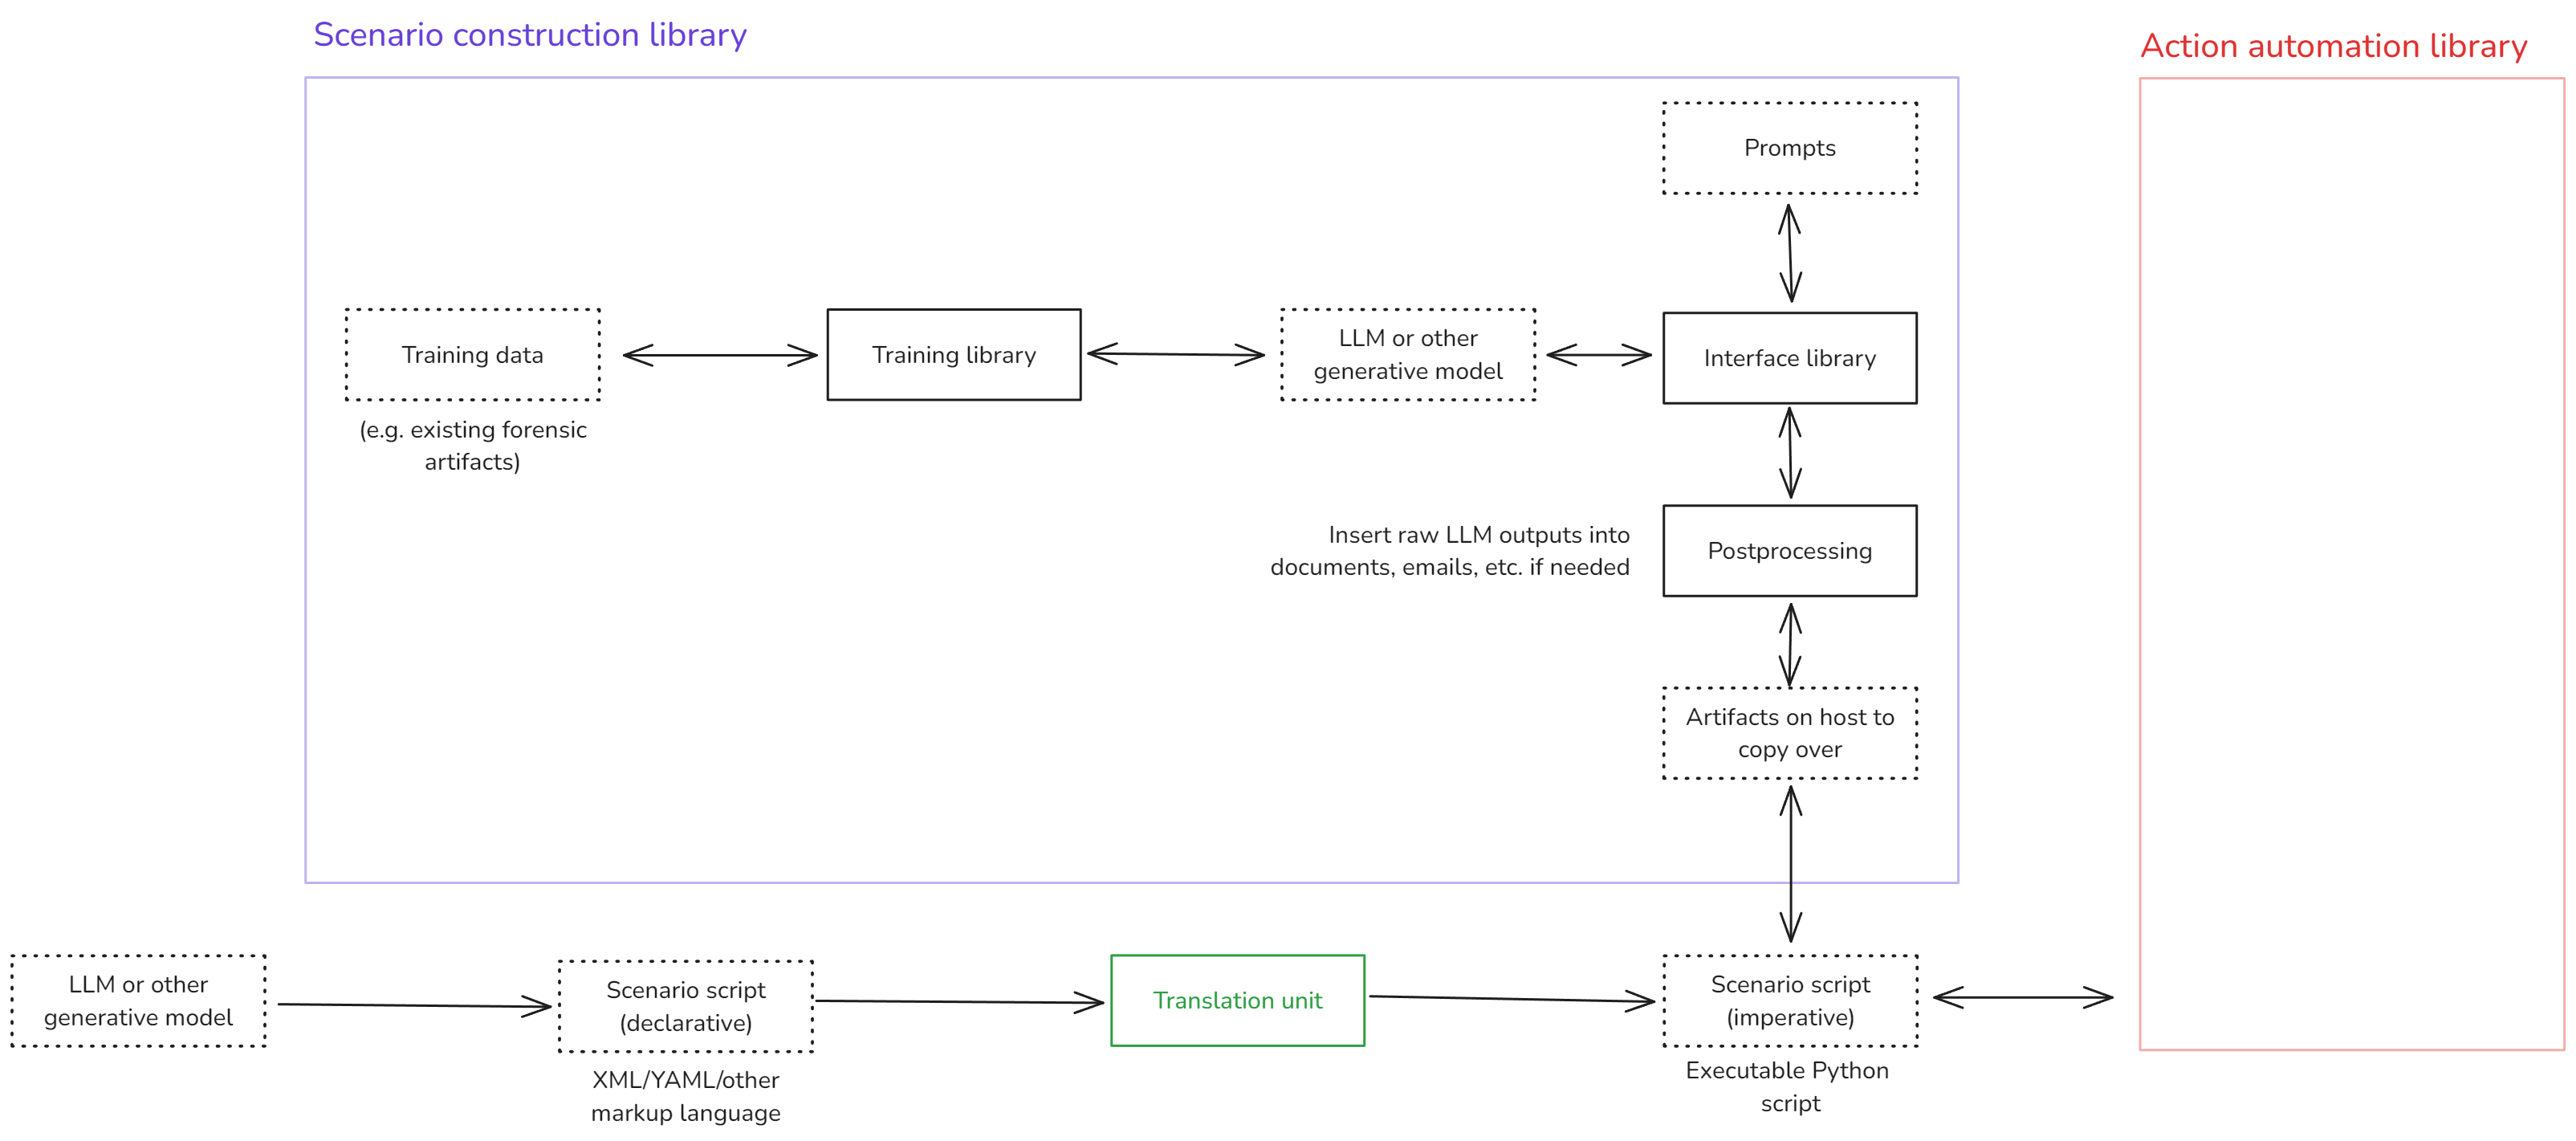 Scenario construction library
Action automation library
Prompts
Training data
(e.g. existing forensic
artifacts)
Training library
LLM or other
generative model
Interface library
Insert raw LLM outputs into
documents, emails, etc. if needed
Postprocessing
Artifacts on host to
copy over
LLM or other
generative model
Scenario script
(declarative)
XML/YAML/other
markup language
Translation unit
Scenario script
(imperative)
Executable Python
script